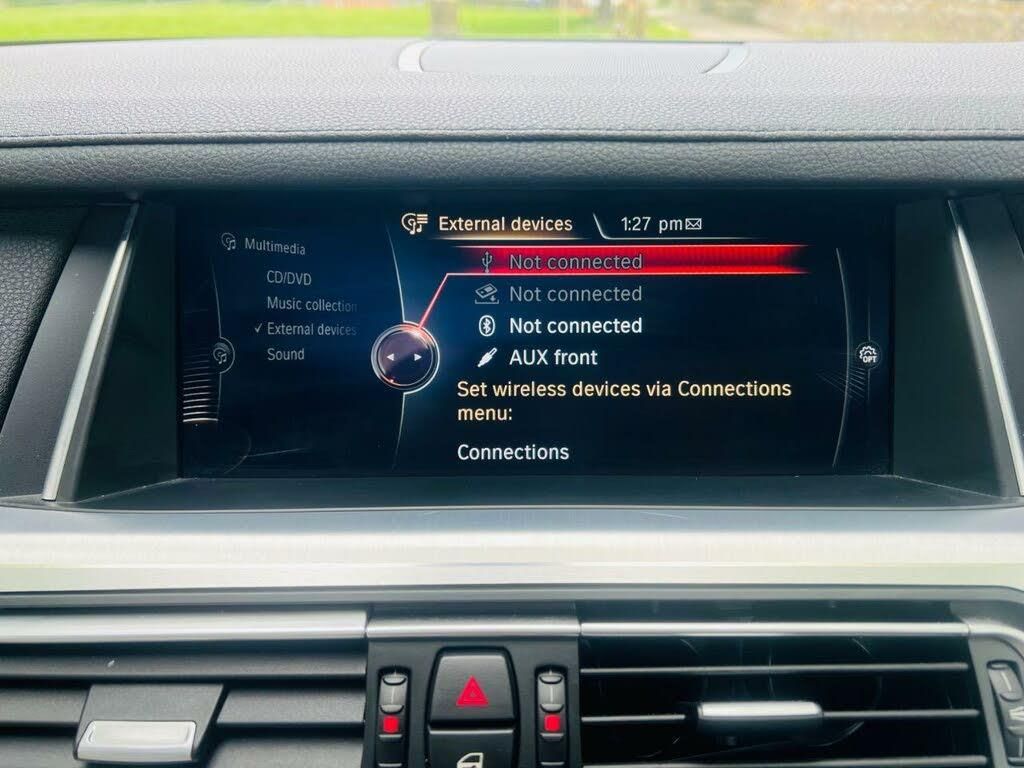 External devices
1:27 pm
Multimedia
CD/DVD
Music collection
✓ External devices
Sound
Not connected
Not connected
Not connected
AUX front
Set wireless devices via Connections
menu:
Connections
OPT